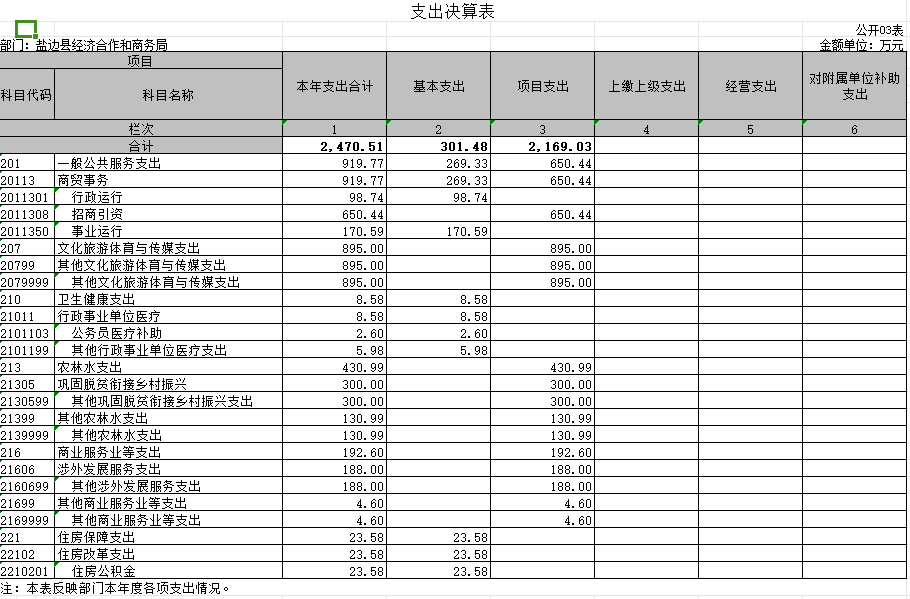 支出决算表
公开03表
部门：盐边县经济合作和商务局 金额单位：万元
项目 本年支出合计 基本支出 项目支出 上缴上级支出 经营支出 对附属单位补助支出
科目代码 科目名称
栏次 1 2 3 4 5 6
合计 2,470.51 301.48 2,169.03
201 一般公共服务支出 919.77 269.33 650.44
20113 商贸事务 919.77 269.33 650.44
2011301 行政运行 98.74 98.74
2011308 招商引资 650.44 650.44
2011350 事业运行 170.59 170.59
207 文化旅游体育与传媒支出 895.00 895.00
20799 其他文化旅游体育与传媒支出 895.00 895.00
2079999 其他文化旅游体育与传媒支出 895.00 895.00
210 卫生健康支出 8.58 8.58
21011 行政事业单位医疗 8.58 8.58
2101103 公务员医疗补助 2.60 2.60
2101199 其他行政事业单位医疗支出 5.98 5.98
213 农林水支出 430.99 430.99
21305 巩固脱贫衔接乡村振兴 300.00 300.00
2130599 其他巩固脱贫衔接乡村振兴支出 300.00 300.00
21399 其他农林水支出 130.99 130.99
2139999 其他农林水支出 130.99 130.99
216 商业服务业等支出 192.60 192.60
21606 涉外发展服务支出 188.00 188.00
2160699 其他涉外发展服务支出 188.00 188.00
21699 其他商业服务业等支出 4.60 4.60
2169999 其他商业服务业等支出 4.60 4.60
221 住房保障支出 23.58 23.58
22102 住房改革支出 23.58 23.58
2210201 住房公积金 23.58 23.58
注：本表反映部门本年度各项支出情况。